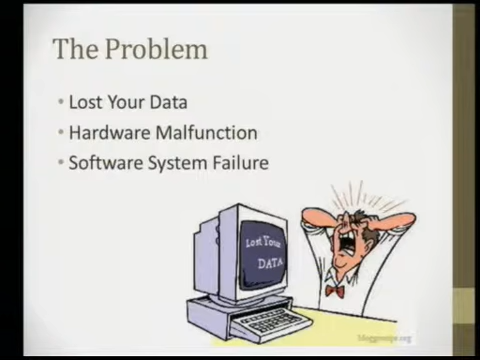 The Problem
• Lost Your Data
• Hardware Malfunction
• Software System Failure
Lost Your
DATA